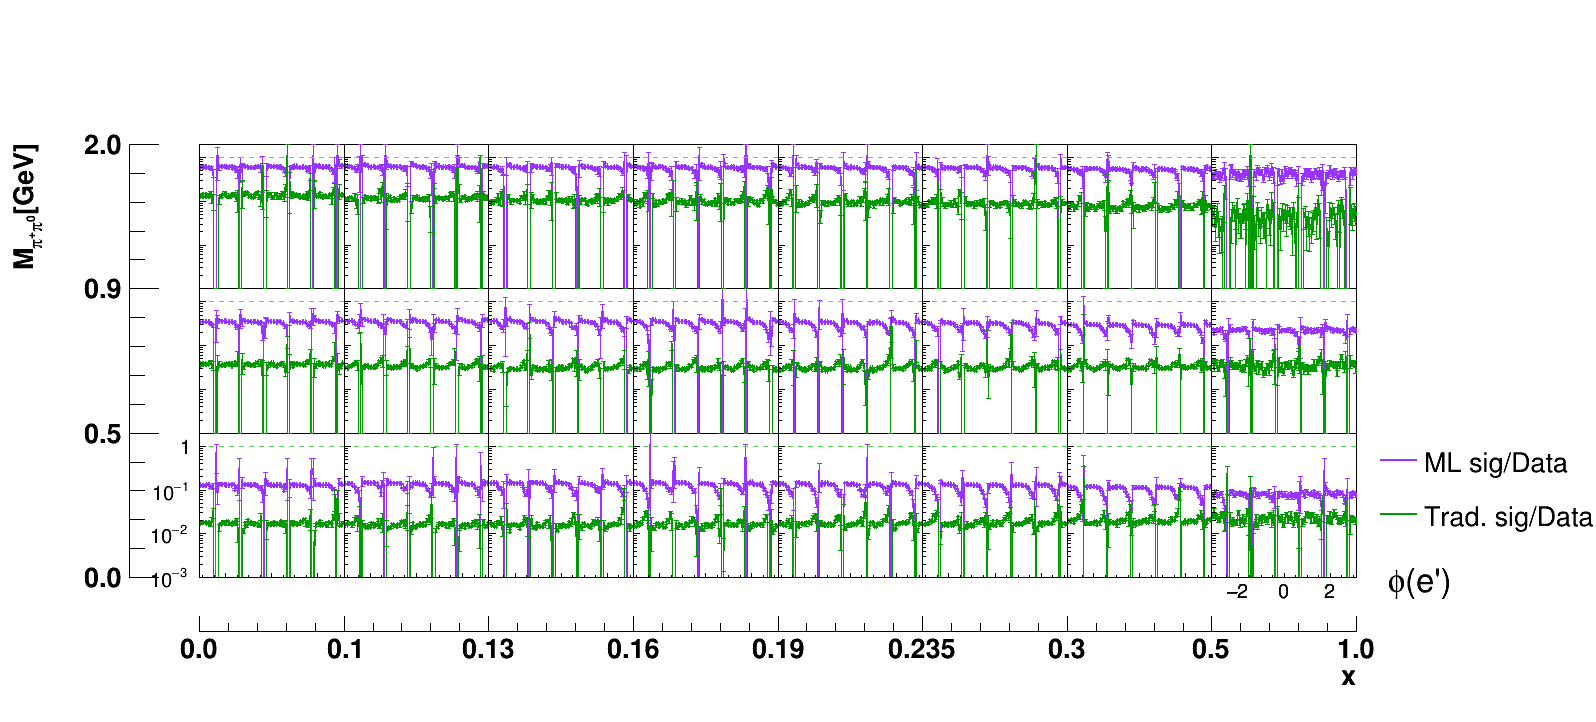 M π⁺π⁰ [GeV]
2.0
0.9
0.5
0.0
1
10⁻¹
10⁻²
10⁻³
ML sig/Data
Trad. sig/Data
−2 0 2
ϕ(e')
0.0 0.1 0.13 0.16 0.19 0.235 0.3 0.5 1.0
x